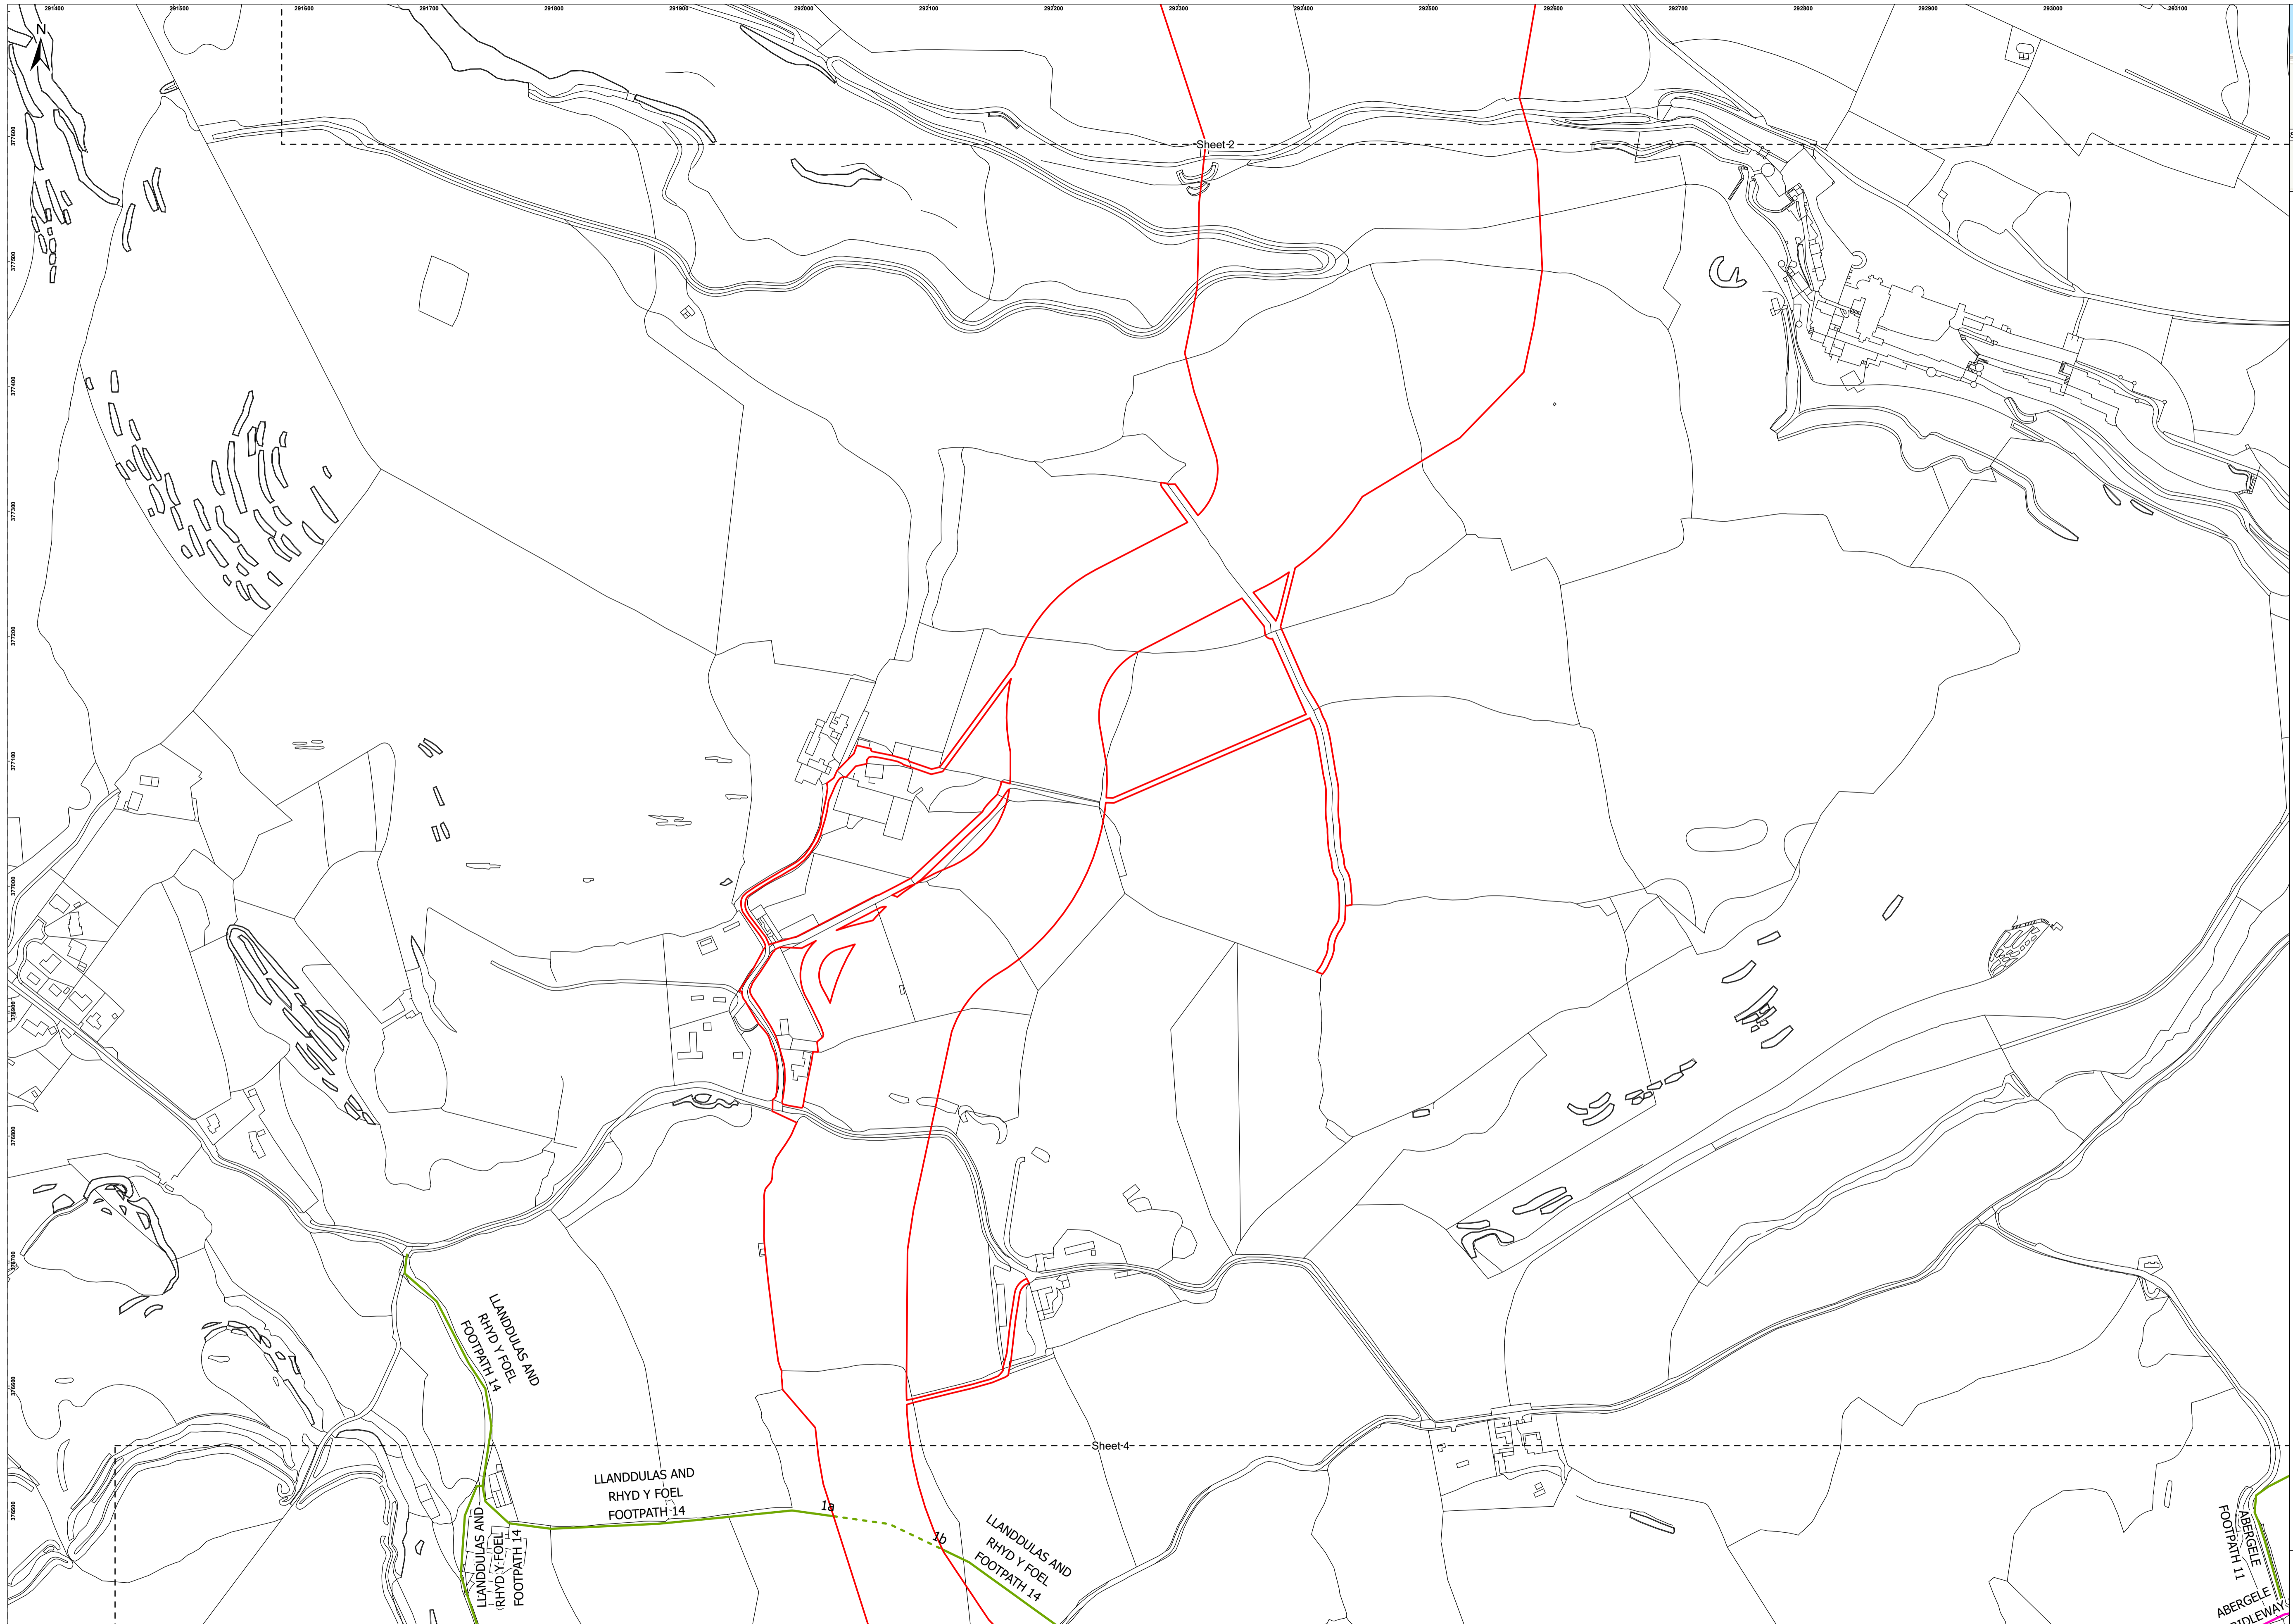 291400 291500 291600 291700 291800 291900 292000 292100 292200 292300 292400 292500 292600 292700 292800 292900 293000 293100
N
377600
Sheet 2
377500
377400
377300
377200
377100
377000
376900
376800
376700
LLANDDULAS AND
RHYD Y FOEL
FOOTPATH 14
376600
Sheet 4
376500
LLANDDULAS AND
RHYD Y FOEL
FOOTPATH 14
LLANDDULAS AND
RHYD Y FOEL
FOOTPATH 14
1a
1b
LLANDDULAS AND
RHYD Y FOEL
FOOTPATH 14
ABERGELE
FOOTPATH 11
ABERGELE